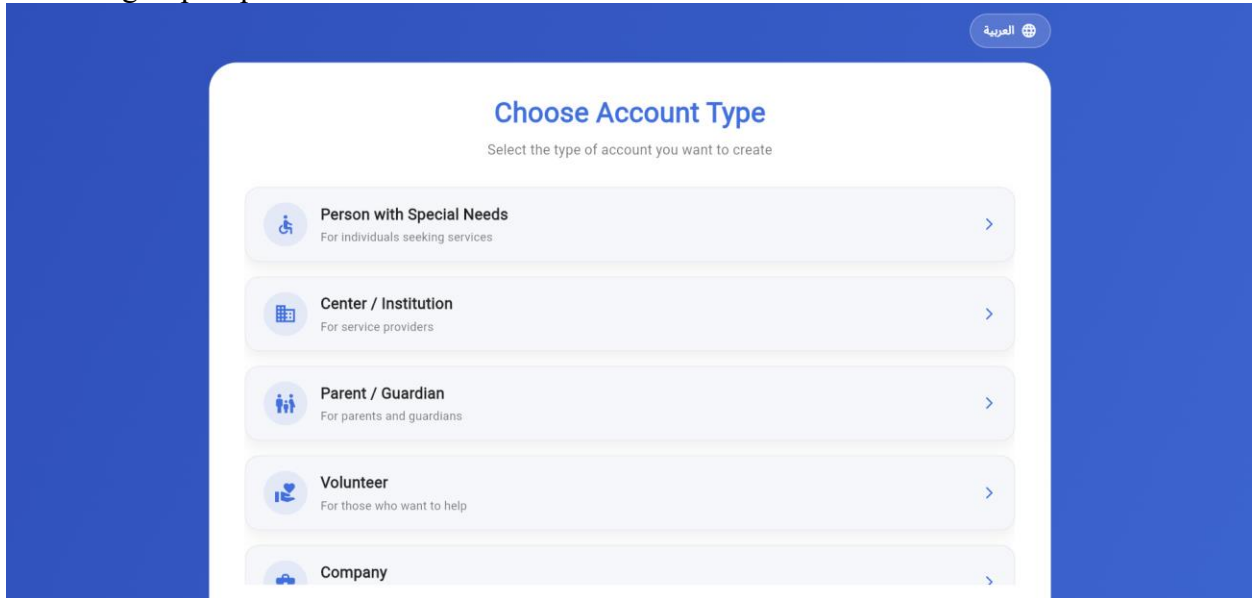 العربية
Choose Account Type
Select the type of account you want to create
Person with Special Needs
For individuals seeking services
Center / Institution
For service providers
Parent / Guardian
For parents and guardians
Volunteer
For those who want to help
Company